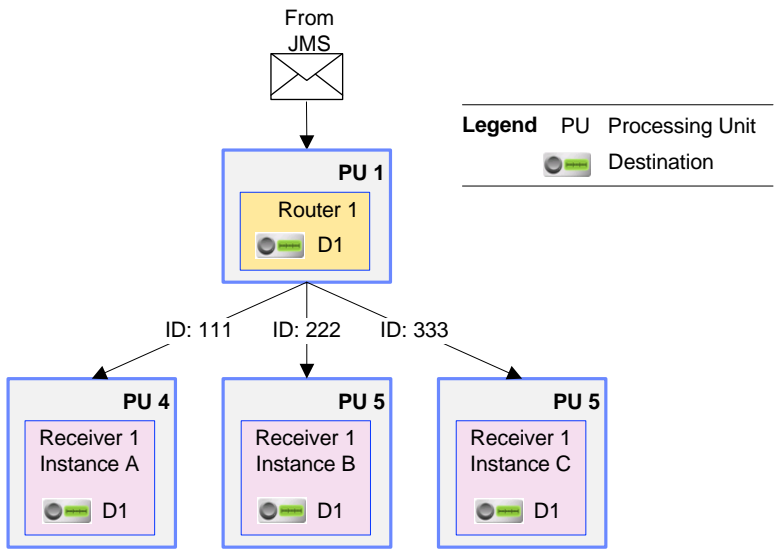 From
JMS
Legend PU Processing Unit
Destination
PU 1
Router 1
D1
ID: 111 ID: 222 ID: 333
PU 4 PU 5 PU 5
Receiver 1 Receiver 1 Receiver 1
Instance A Instance B Instance C
D1 D1 D1